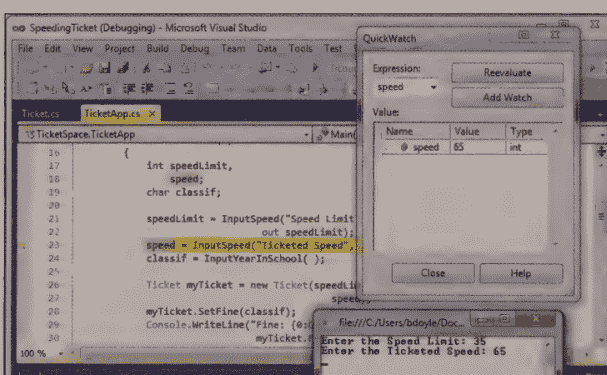 SpeedingTicket (Debugging) - Microsoft Visual Studio
File Edit View Project Build Debug Team Data Tools Test
Ticket.cs TicketApp.cs X
TicketSpace.TicketApp Main(
16 {
17 int speedLimit,
18 speed;
19 char classif;
20
21 speedLimit = InputSpeed("Speed Limit
22 out speedLimit);
23 speed = InputSpeed("Ticketed Speed",
24 classif = InputYearInSchool( );
25
26 Ticket myTicket = new Ticket(speedLi
27 speed)
28 myTicket.SetFine(classif);
29 Console.WriteLine("Fine: {0:
30 myTicket.
100 %
QuickWatch
Expression:
speed
Reevaluate
Add Watch
Value:
Name Value Type
speed 65 int
Close Help
file:///C:/Users/bdoyle/Doc...
Enter the Speed Limit: 35
Enter the Ticketed Speed: 65